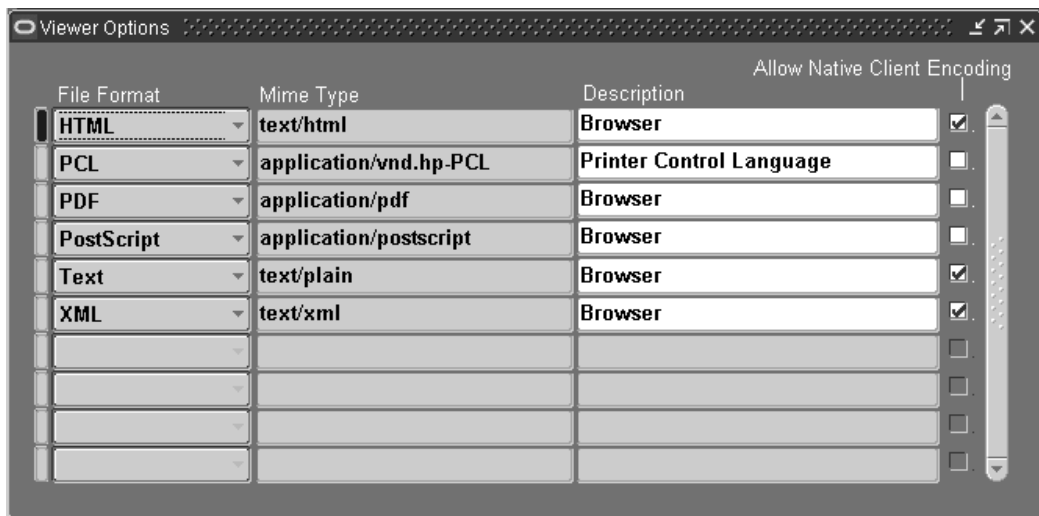 Viewer Options
Allow Native Client Encoding
File Format Mime Type Description
HTML text/html Browser
PCL application/vnd.hp-PCL Printer Control Language
PDF application/pdf Browser
PostScript application/postscript Browser
Text text/plain Browser
XML text/xml Browser